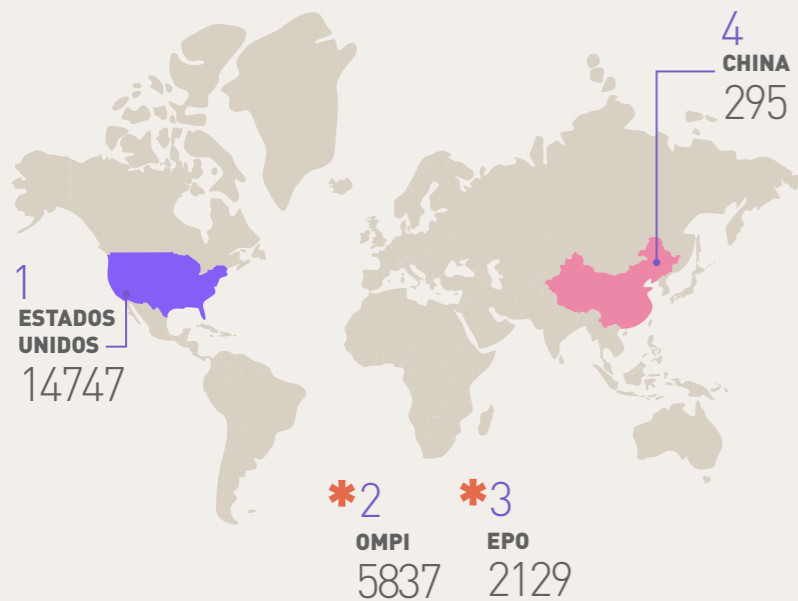 4
CHINA
295
1
ESTADOS
UNIDOS
14747
*2
OMPI
5837
*3
EPO
2129